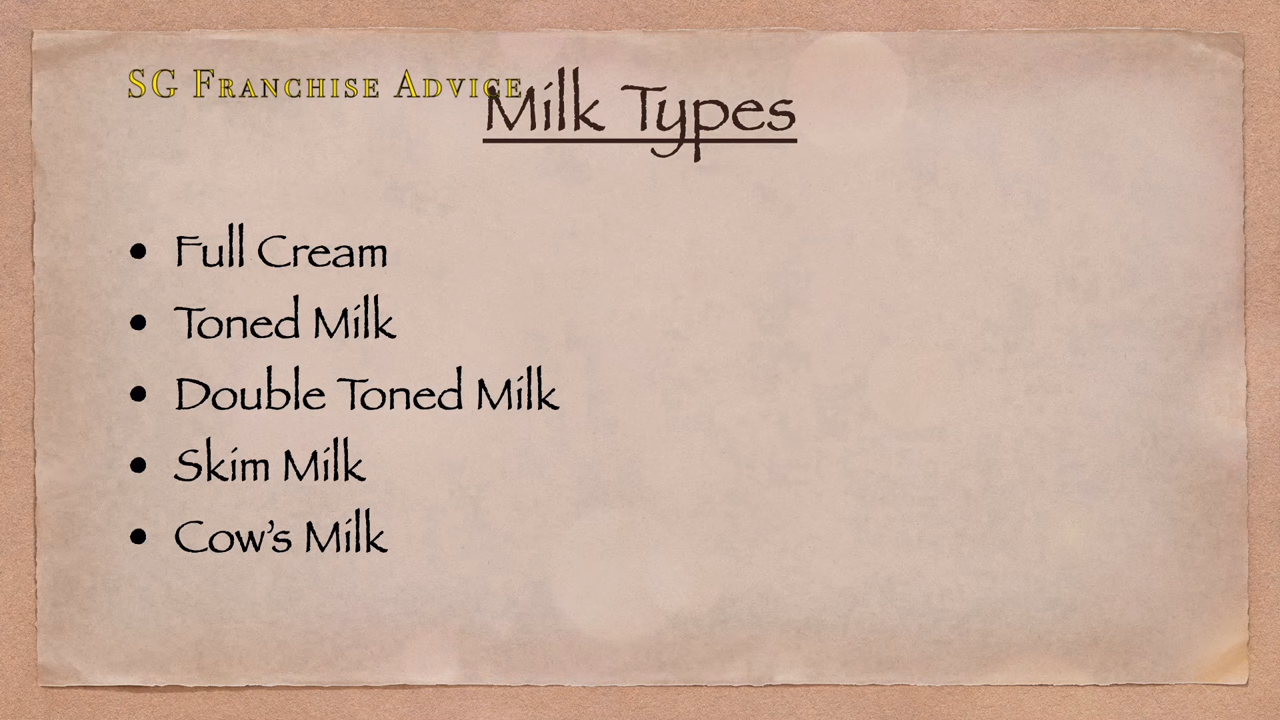 SG Franchise Advice
Milk Types
• Full Cream
• Toned Milk
• Double Toned Milk
• Skim Milk
• Cow's Milk